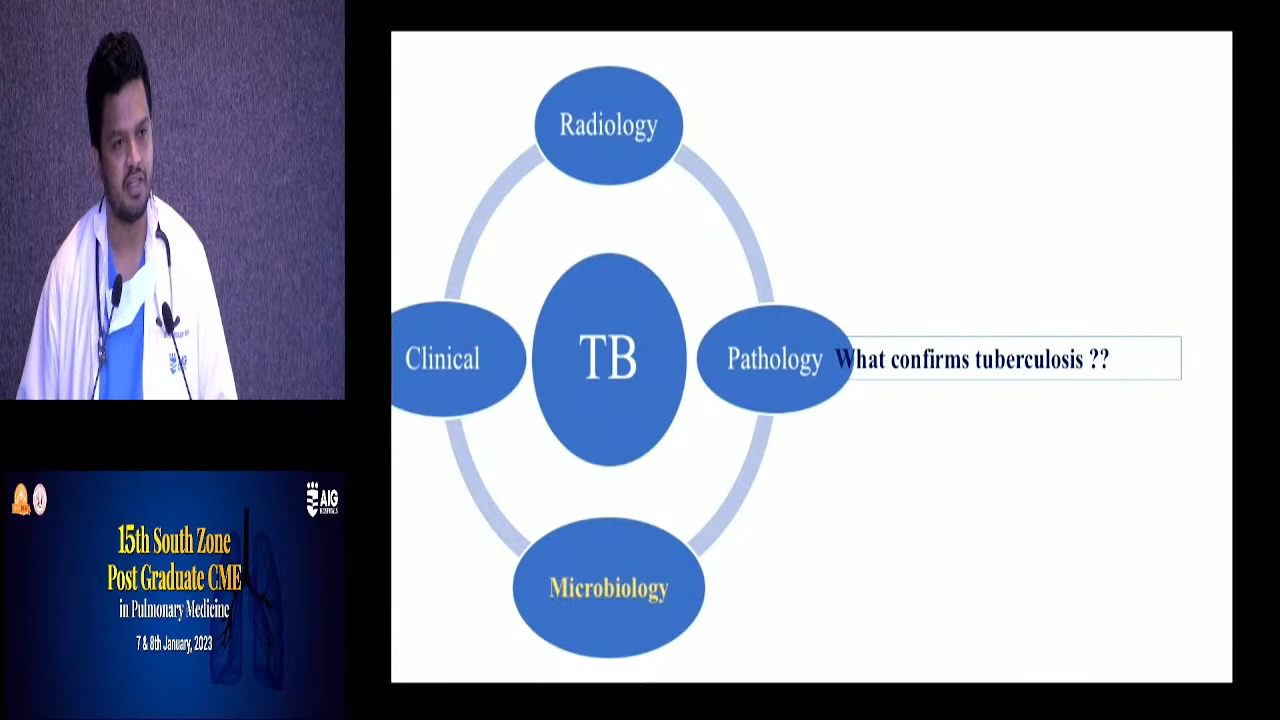 Radiology
Clinical
TB
Pathology
What confirms tuberculosis ??
Microbiology
AIG
HOSPITALS
15th South Zone
Post Graduate CME
in Pulmonary Medicine
7 & 8th January, 2023